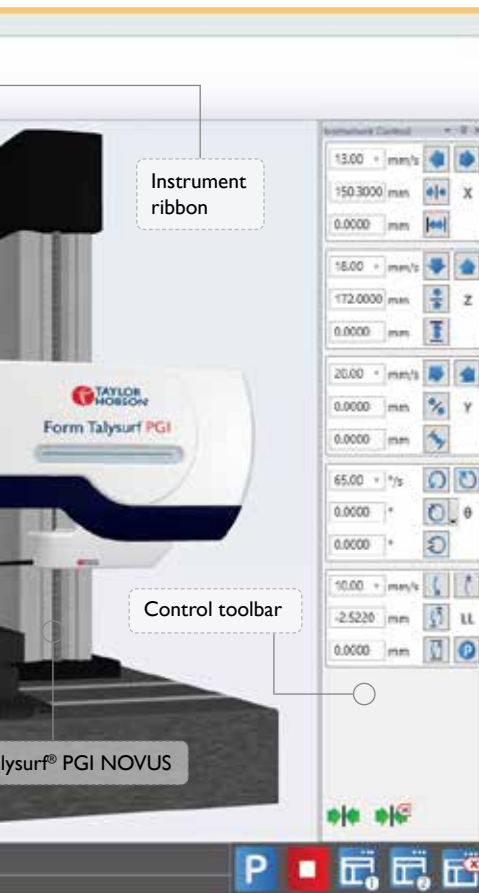 Instrument Control
Instrument
ribbon
13.00 mm/s
150.3000 mm X
0.0000 mm
18.00 mm/s
172.0000 mm Z
0.0000 mm
TAYLOR
HOBSON
Form Talysurf PGI
20.00 mm/s
0.0000 mm Y
0.0000 mm
65.00 °/s
0.0000 ° θ
0.0000 °
10.00 mm/s
-2.5220 mm LL
0.0000 mm P
Control toolbar
lysurf® PGI NOVUS
P
1
2